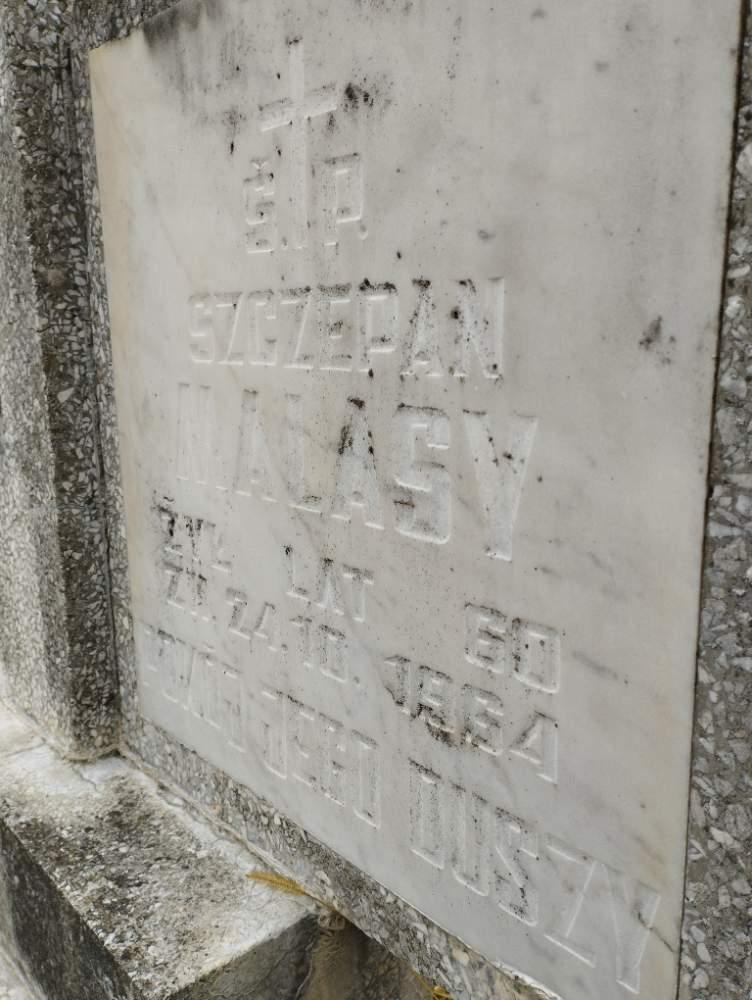 Ś. P.
SZCZEPAN
MALASY
ŻYŁ LAT 60
ZM. 24.10. 1964
POKÓJ JEGO DUSZY